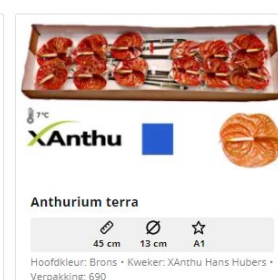 7°C
XAnthu
Anthurium terra
45 cm 13 cm A1
Hoofdkleur: Brons • Kweker: XAnthu Hans Hubers •
Verpakking: 690